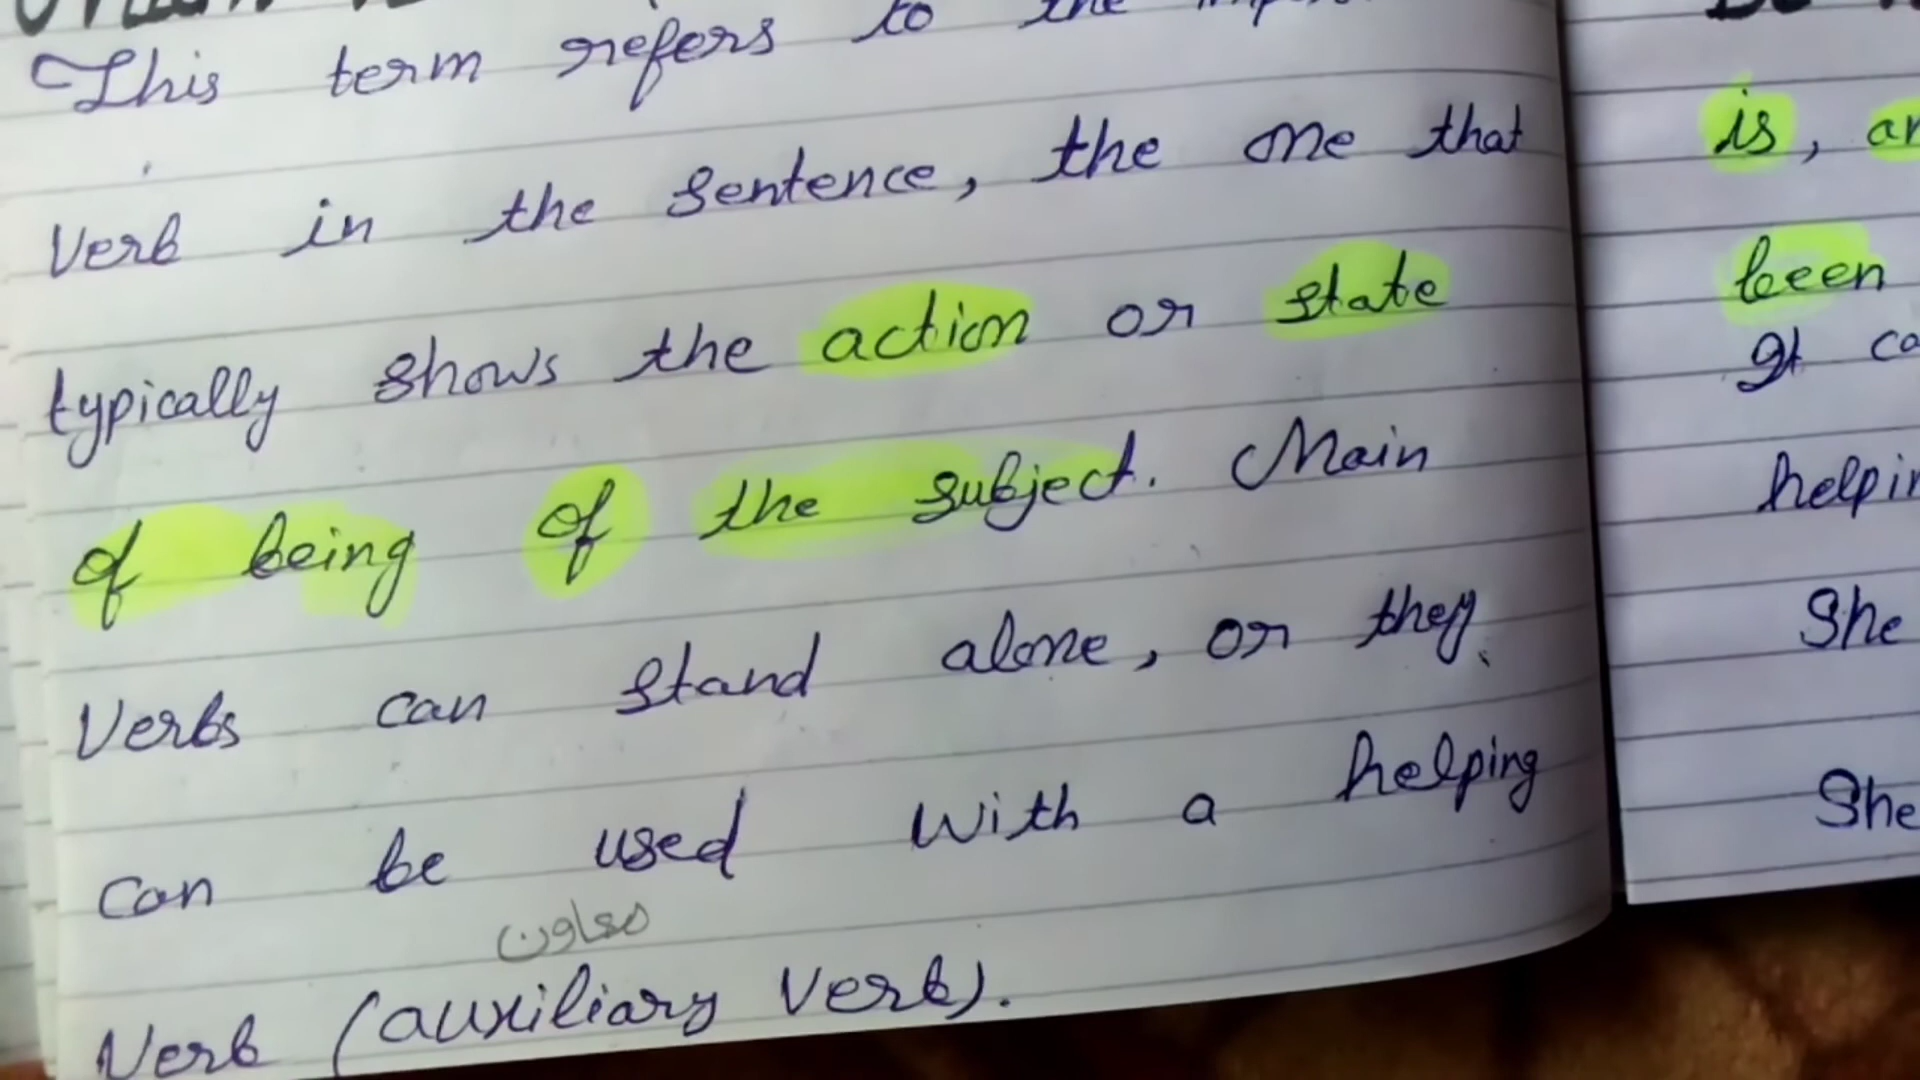 This term refers to the
Verb in the sentence, the one that
typically shows the action or state
of being of the subject. Main
Verbs can stand alone, or they
can be used With a helping
معاون
Verb (auxiliary Verb).
is,
been
It
She
She